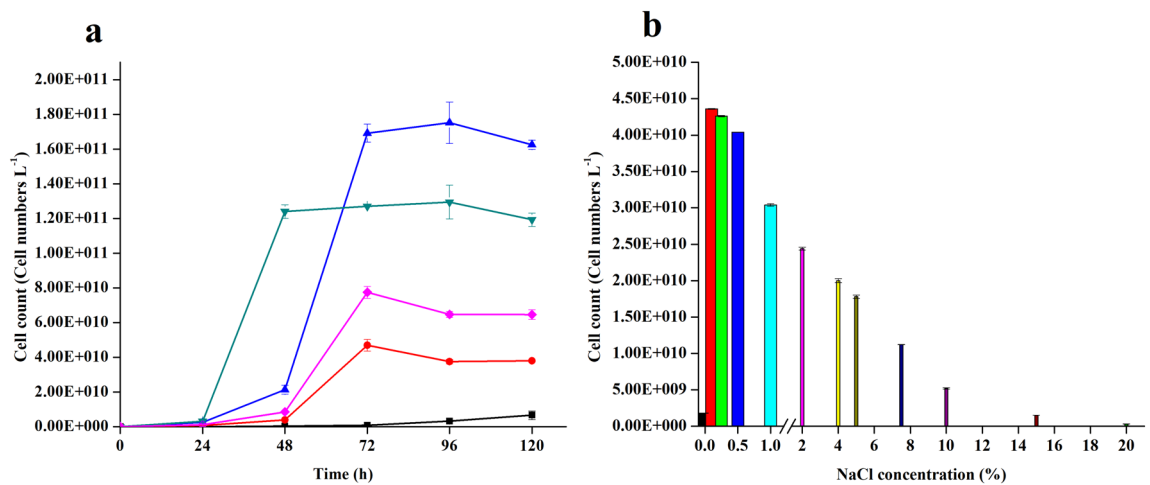 a
2.00E+011
1.80E+011
1.60E+011
1.40E+011
1.20E+011
1.00E+011
8.00E+010
6.00E+010
4.00E+010
2.00E+010
0.00E+000
Cell count (Cell numbers L⁻¹)
0 24 48 72 96 120
Time (h)
b
5.00E+010
4.50E+010
4.00E+010
3.50E+010
3.00E+010
2.50E+010
2.00E+010
1.50E+010
1.00E+010
5.00E+009
0.00E+000
Cell count (Cell numbers L⁻¹)
0.0 0.5 1.0 2 4 6 8 10 12 14 16 18 20
NaCl concentration (%)